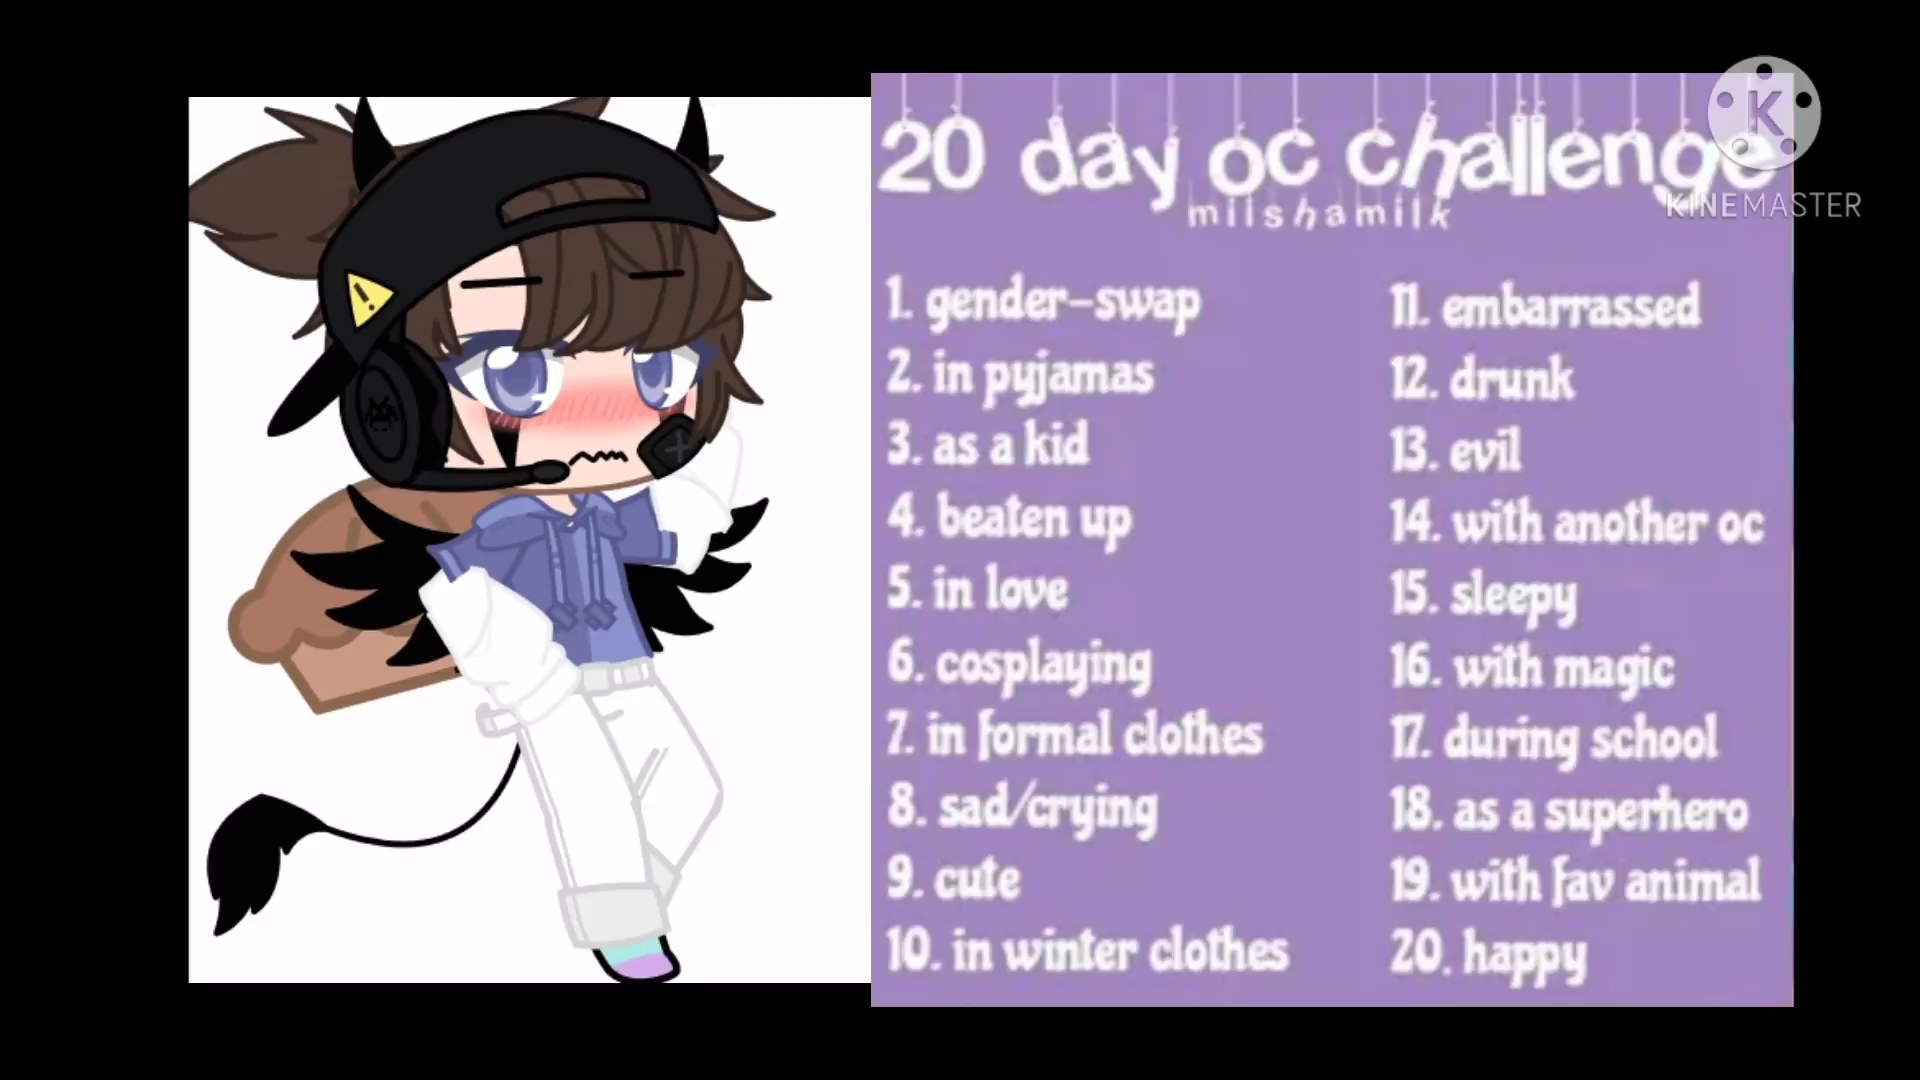 20 day oc challenge
miishamilk
1. gender-swap
2. in pyjamas
3. as a kid
4. beaten up
5. in love
6. cosplaying
7. in formal clothes
8. sad/crying
9. cute
10. in winter clothes
11. embarrassed
12. drunk
13. evil
14. with another oc
15. sleepy
16. with magic
17. during school
18. as a superhero
19. with fav animal
20. happy
K
KINEMASTER
!